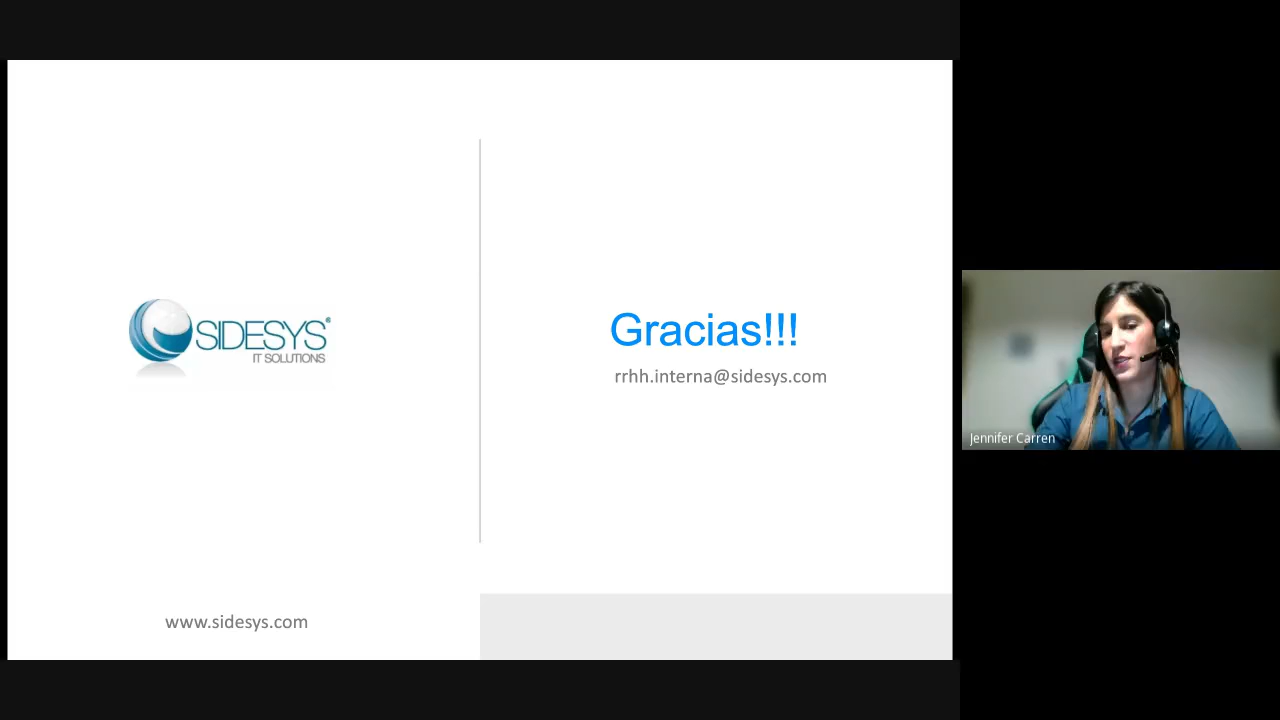 SIDESYS®
IT SOLUTIONS
www.sidesys.com
Gracias!!!
rrhh.interna@sidesys.com
Jennifer Carren